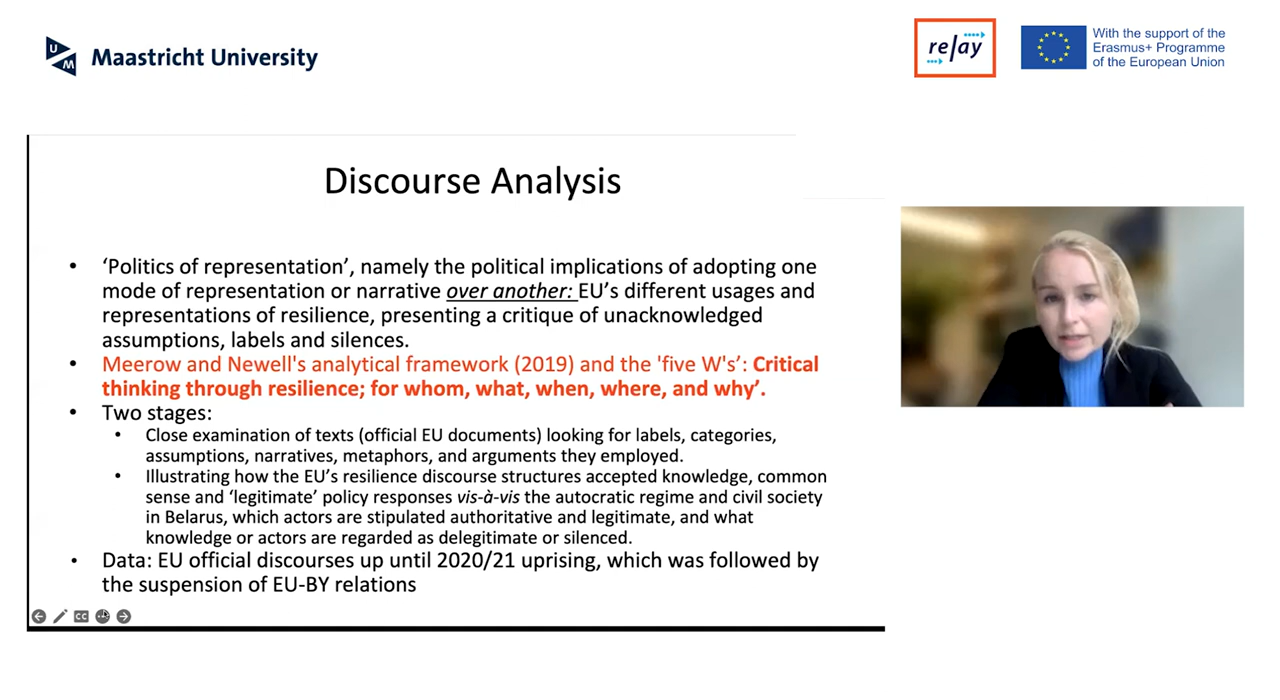 UM Maastricht University
relay
With the support of the
Erasmus+ Programme
of the European Union
Discourse Analysis
• ‘Politics of representation’, namely the political implications of adopting one
mode of representation or narrative over another: EU’s different usages and
representations of resilience, presenting a critique of unacknowledged
assumptions, labels and silences.
• Meerow and Newell's analytical framework (2019) and the 'five W's’: Critical
thinking through resilience; for whom, what, when, where, and why’.
• Two stages:
• Close examination of texts (official EU documents) looking for labels, categories,
assumptions, narratives, metaphors, and arguments they employed.
• Illustrating how the EU’s resilience discourse structures accepted knowledge, common
sense and ‘legitimate’ policy responses vis-à-vis the autocratic regime and civil society
in Belarus, which actors are stipulated authoritative and legitimate, and what
knowledge or actors are regarded as delegitimate or silenced.
• Data: EU official discourses up until 2020/21 uprising, which was followed by
the suspension of EU-BY relations
CC